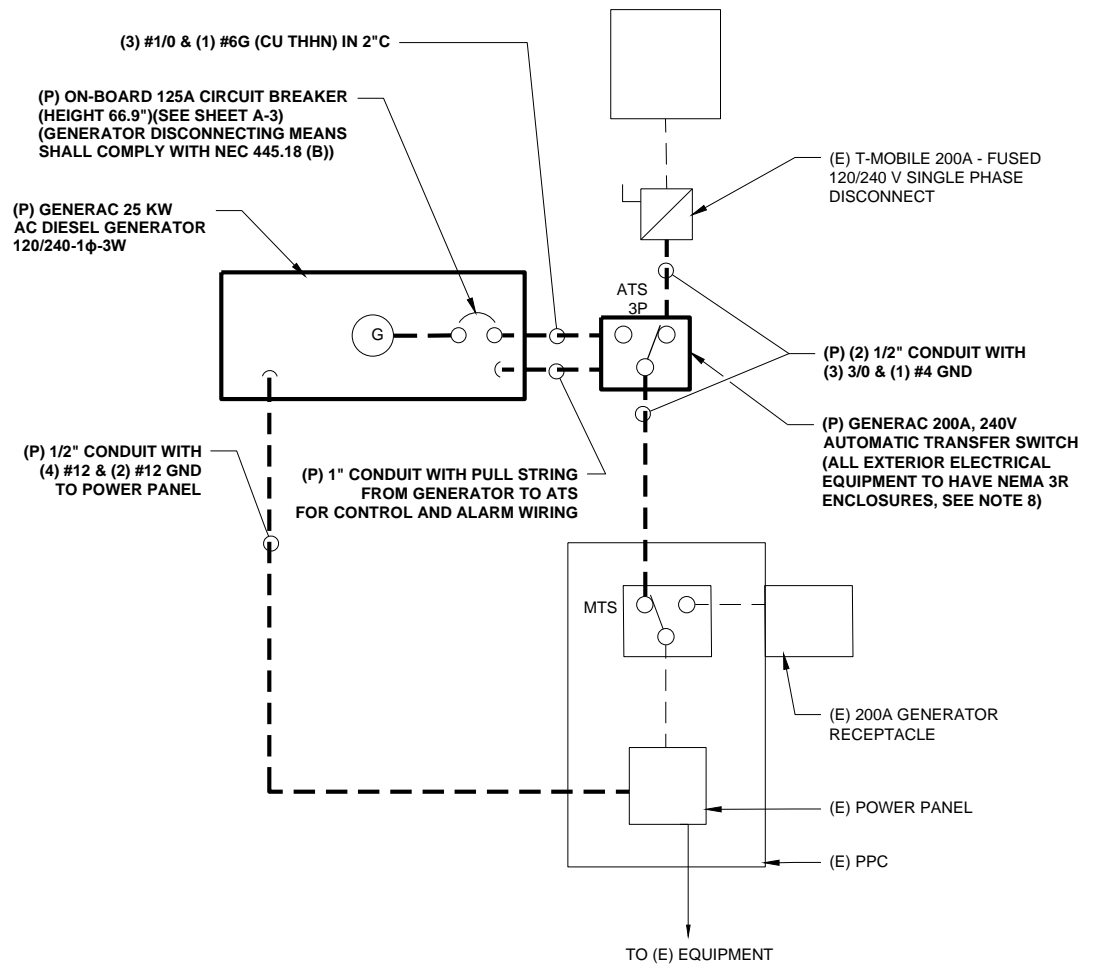 (3) #1/0 & (1) #6G (CU THHN) IN 2"C
(P) ON-BOARD 125A CIRCUIT BREAKER
(HEIGHT 66.9")(SEE SHEET A-3)
(GENERATOR DISCONNECTING MEANS
SHALL COMPLY WITH NEC 445.18 (B))
(E) T-MOBILE 200A - FUSED
120/240 V SINGLE PHASE
DISCONNECT
(P) GENERAC 25 KW
AC DIESEL GENERATOR
120/240-1ϕ-3W
G
ATS
3P
(P) (2) 1/2" CONDUIT WITH
(3) 3/0 & (1) #4 GND
(P) GENERAC 200A, 240V
AUTOMATIC TRANSFER SWITCH
(ALL EXTERIOR ELECTRICAL
EQUIPMENT TO HAVE NEMA 3R
ENCLOSURES, SEE NOTE 8)
(P) 1/2" CONDUIT WITH
(4) #12 & (2) #12 GND
TO POWER PANEL
(P) 1" CONDUIT WITH PULL STRING
FROM GENERATOR TO ATS
FOR CONTROL AND ALARM WIRING
MTS
(E) 200A GENERATOR
RECEPTACLE
(E) POWER PANEL
(E) PPC
TO (E) EQUIPMENT